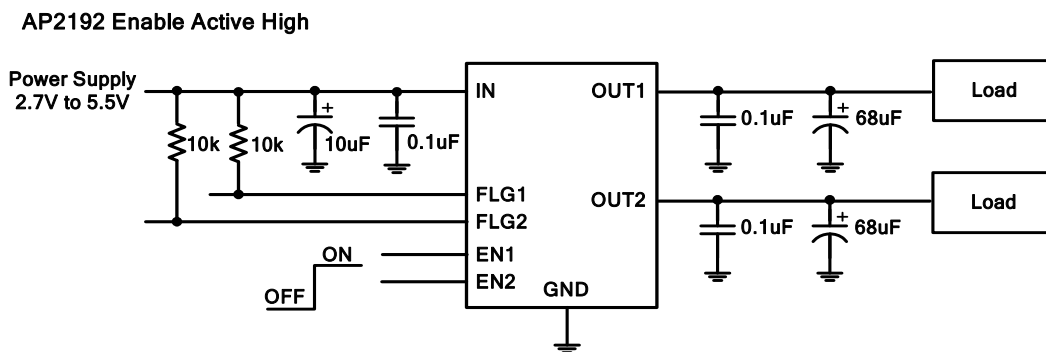 AP2192 Enable Active High
Power Supply
2.7V to 5.5V
IN
OUT1
Load
10k
10k
+
10uF
0.1uF
0.1uF
+
68uF
FLG1
FLG2
OUT2
Load
0.1uF
+
68uF
EN1
EN2
ON
OFF
GND